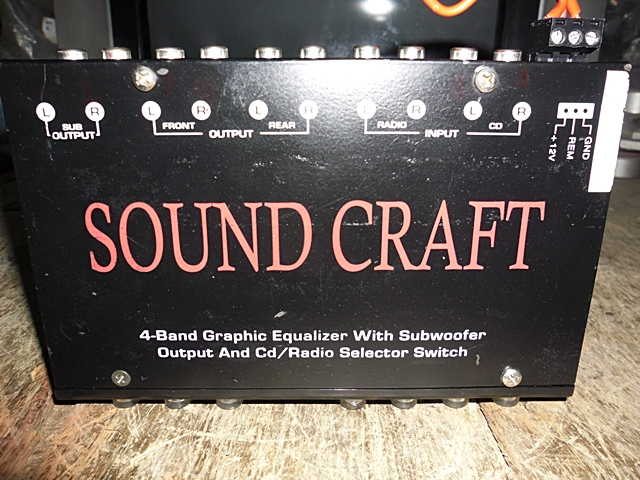 L R L R L R L R L R
SUB OUTPUT FRONT OUTPUT REAR RADIO INPUT CD
+12V REM GND
SOUND CRAFT
4-Band Graphic Equalizer With Subwoofer
Output And Cd/Radio Selector Switch